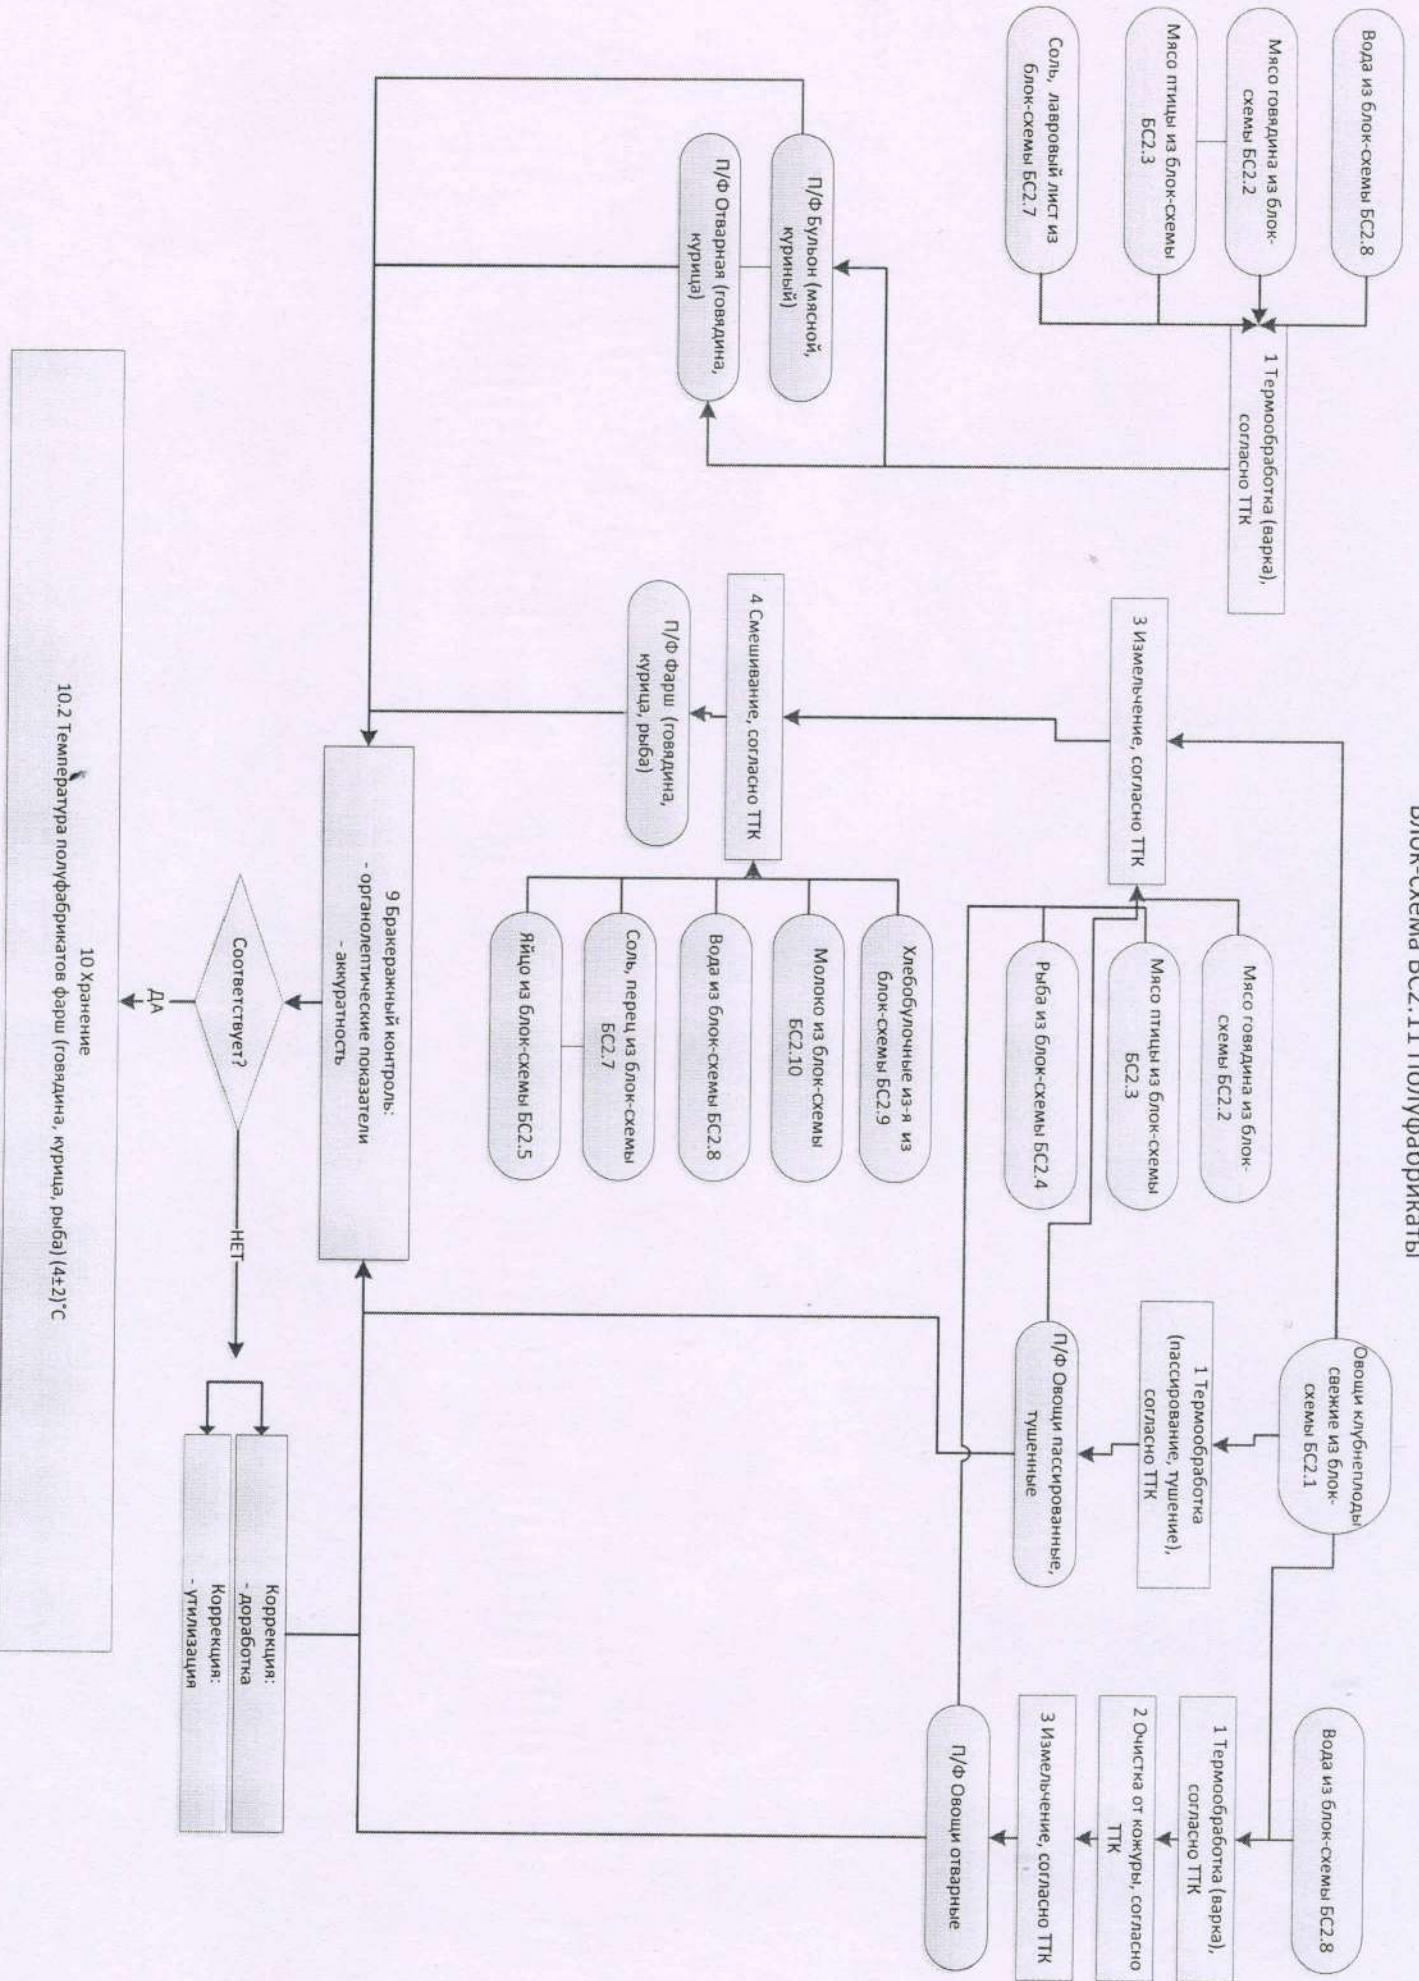 Блок-схема БС2.11 Полуфабрикаты
Вода из блок-схемы БС2.8
Мясо говядина из блок-
схемы БС2.2
Мясо птицы из блок-схемы
БС2.3
Соль, лавровый лист из
блок-схемы БС2.7
1 Термообработка (варка),
согласно ТТК
П/Ф Бульон (мясной,
куриный)
П/Ф Отварная (говядина,
курица)
Овощи клубнеплоды
свежие из блок-
схемы БС2.1
Мясо говядина из блок-
схемы БС2.2
Мясо птицы из блок-схемы
БС2.3
Рыба из блок-схемы БС2.4
3 Измельчение, согласно ТТК
Хлебобулочные из-я из
блок-схемы БС2.9
Молоко из блок-схемы
БС2.10
Вода из блок-схемы БС2.8
Соль, перец из блок-схемы
БС2.7
Яйцо из блок-схемы БС2.5
4 Смешивание, согласно ТТК
П/Ф Фарш (говядина,
курица, рыба)
1 Термообработка
(пассирование, тушение),
согласно ТТК
П/Ф Овощи пассированные,
тушенные
Вода из блок-схемы БС2.8
1 Термообработка (варка),
согласно ТТК
2 Очистка от кожуры, согласно
ТТК
3 Измельчение, согласно ТТК
П/Ф Овощи отварные
9 Бракеражный контроль:
- органолептические показатели
- аккуратность
Соответствует?
ДА
НЕТ
Коррекция:
- доработка
Коррекция:
- утилизация
10 Хранение
10.2 Температура полуфабрикатов фарш (говядина, курица, рыба) (4±2)°С